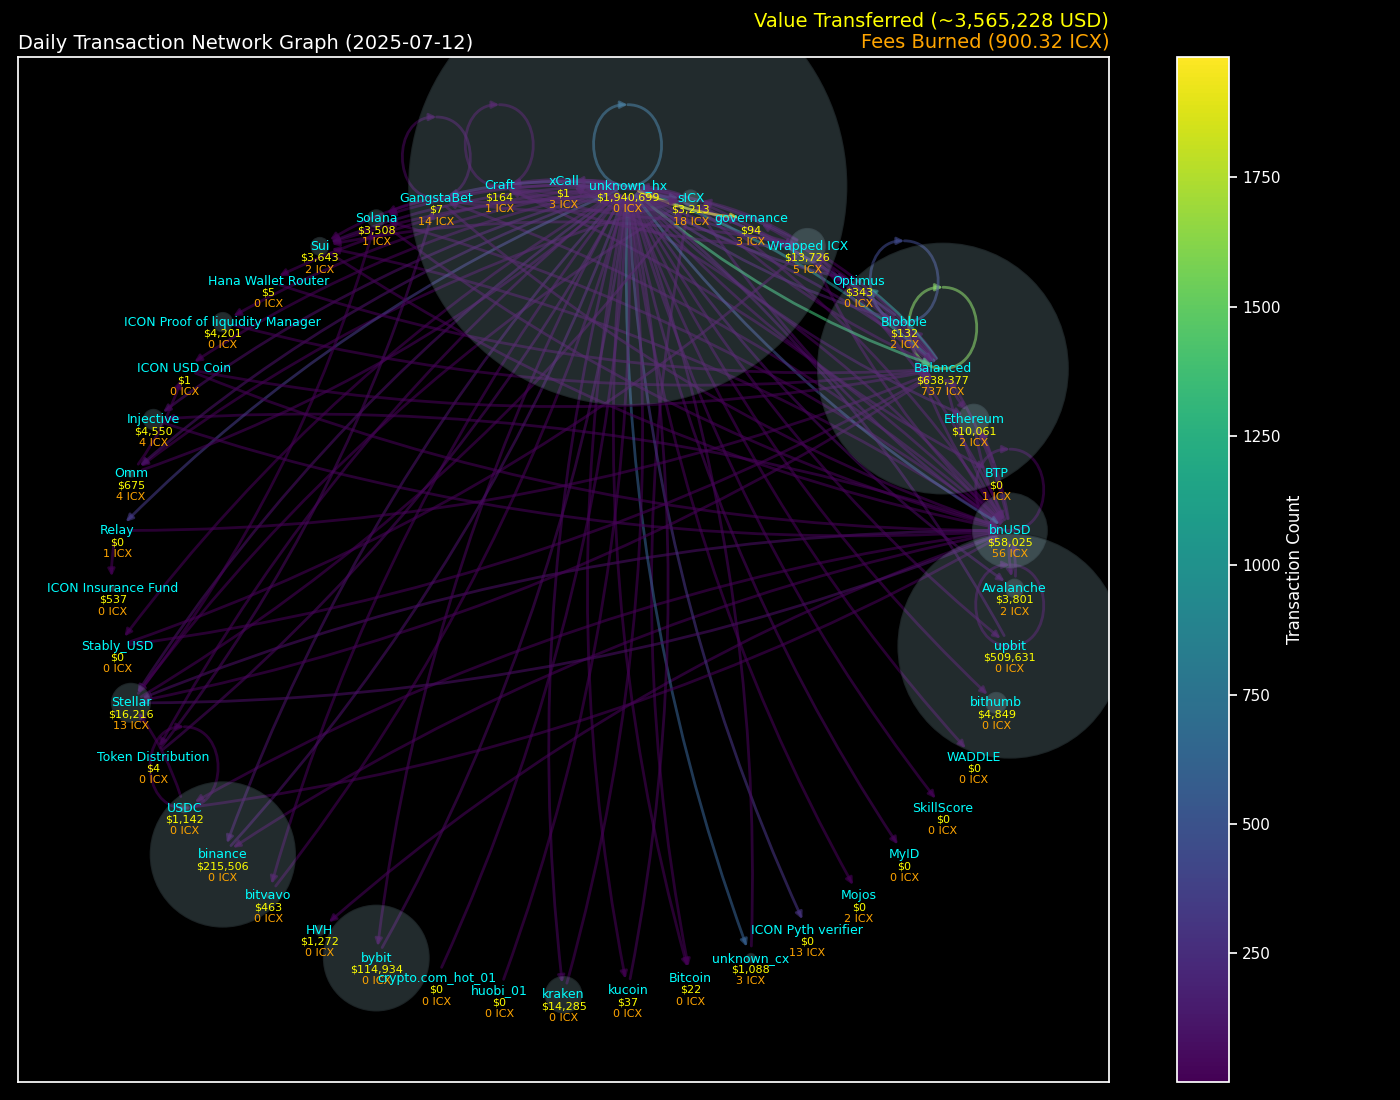 Value Transferred (~3,565,228 USD)
Daily Transaction Network Graph (2025-07-12)
Fees Burned (900.32 ICX)
xCall
$1
3 ICX
Craft
$164
1 ICX
unknown_hx
$1,940,699
0 ICX
GangstaBet
$7
14 ICX
sICX
$3,213
18 ICX
Solana
$3,508
1 ICX
governance
$94
3 ICX
Sui
$3,643
2 ICX
Wrapped ICX
$13,726
5 ICX
Hana Wallet Router
$5
0 ICX
Optimus
$343
0 ICX
ICON Proof of liquidity Manager
$4,201
0 ICX
Blobble
$132
2 ICX
ICON USD Coin
$1
0 ICX
Balanced
$638,377
737 ICX
Injective
$4,550
4 ICX
Ethereum
$10,061
2 ICX
Omm
$675
4 ICX
BTP
$0
1 ICX
Relay
$0
1 ICX
bnUSD
$58,025
56 ICX
ICON Insurance Fund
$537
0 ICX
Avalanche
$3,801
2 ICX
Stably_USD
$0
0 ICX
upbit
$509,631
0 ICX
Stellar
$16,216
13 ICX
bithumb
$4,849
0 ICX
Token Distribution
$4
0 ICX
WADDLE
$0
0 ICX
USDC
$1,142
0 ICX
SkillScore
$0
0 ICX
binance
$215,506
0 ICX
MyID
$0
0 ICX
bitvavo
$463
0 ICX
Mojos
$0
2 ICX
HVH
$1,272
0 ICX
ICON Pyth verifier
$0
13 ICX
bybit
$114,934
0 ICX
unknown_cx
$1,088
3 ICX
crypto.com_hot_01
$0
0 ICX
Bitcoin
$22
0 ICX
huobi_01
$0
0 ICX
kucoin
$37
0 ICX
kraken
$14,285
0 ICX
1750
1500
1250
1000
750
500
250
Transaction Count